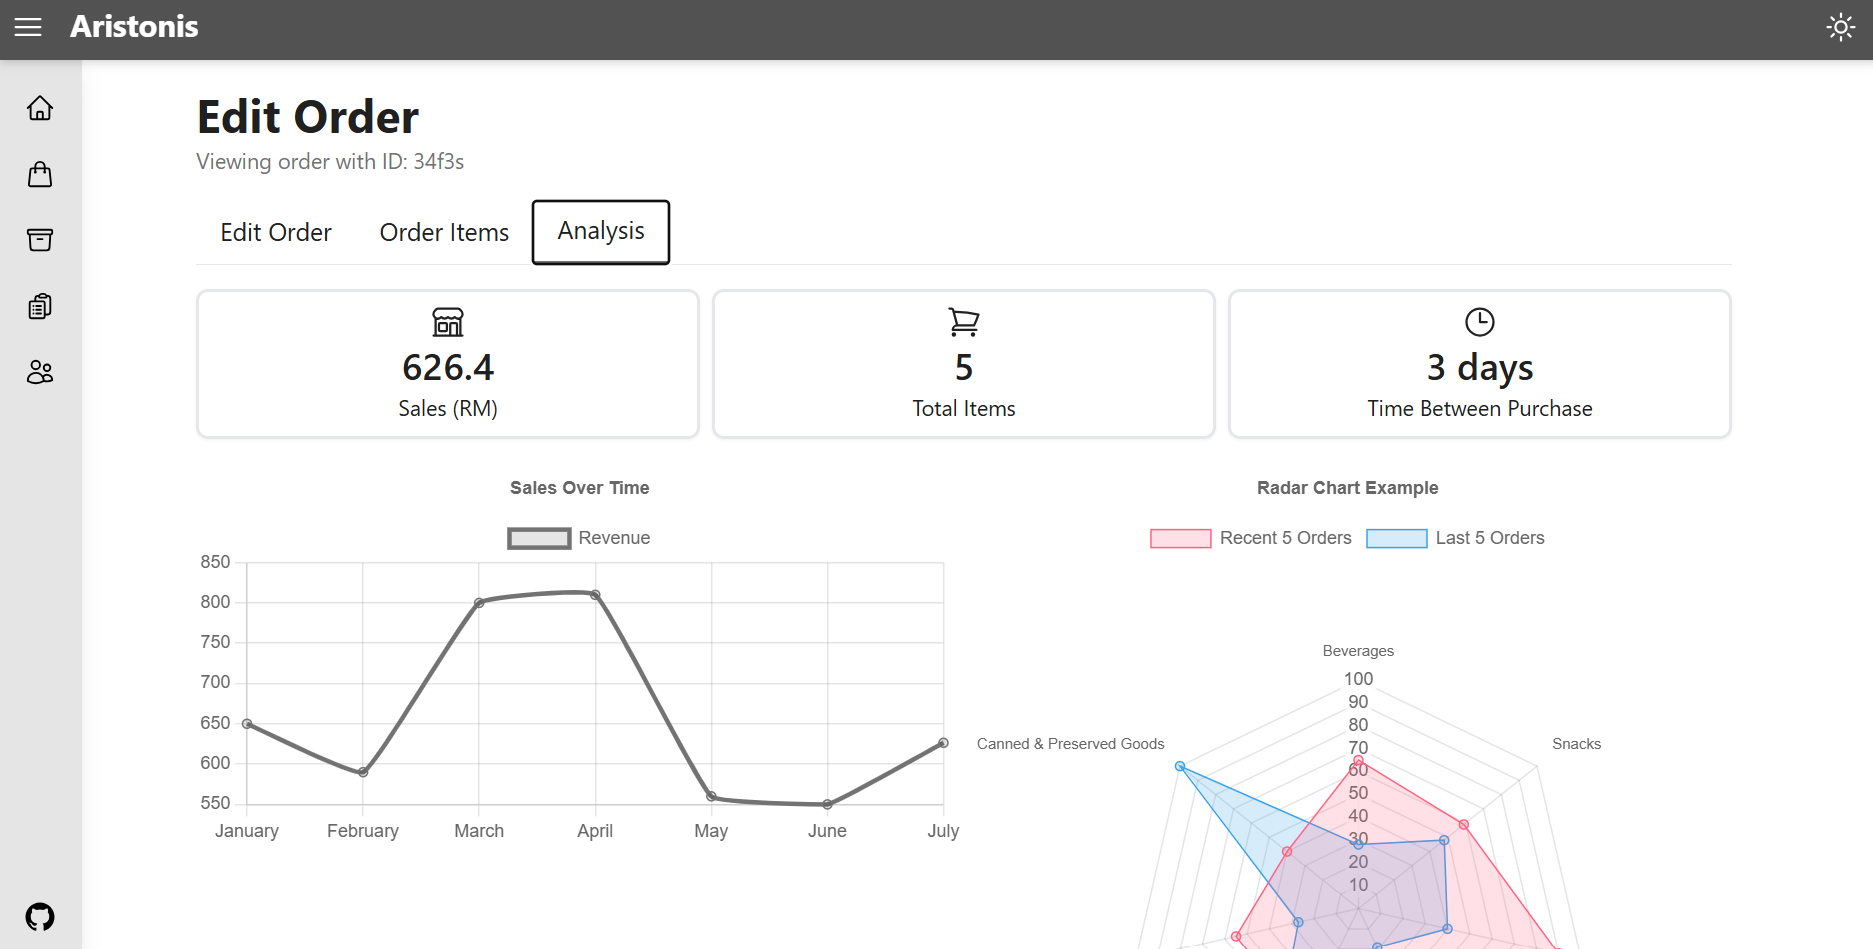 Aristonis
Edit Order
Viewing order with ID: 34f3s
Edit Order Order Items Analysis
626.4
Sales (RM)
5
Total Items
3 days
Time Between Purchase
Sales Over Time
Revenue
850
800
750
700
650
600
550
January February March April May June July
Radar Chart Example
Recent 5 Orders Last 5 Orders
Beverages
Snacks
Canned & Preserved Goods
100
90
80
70
60
50
40
30
20
10